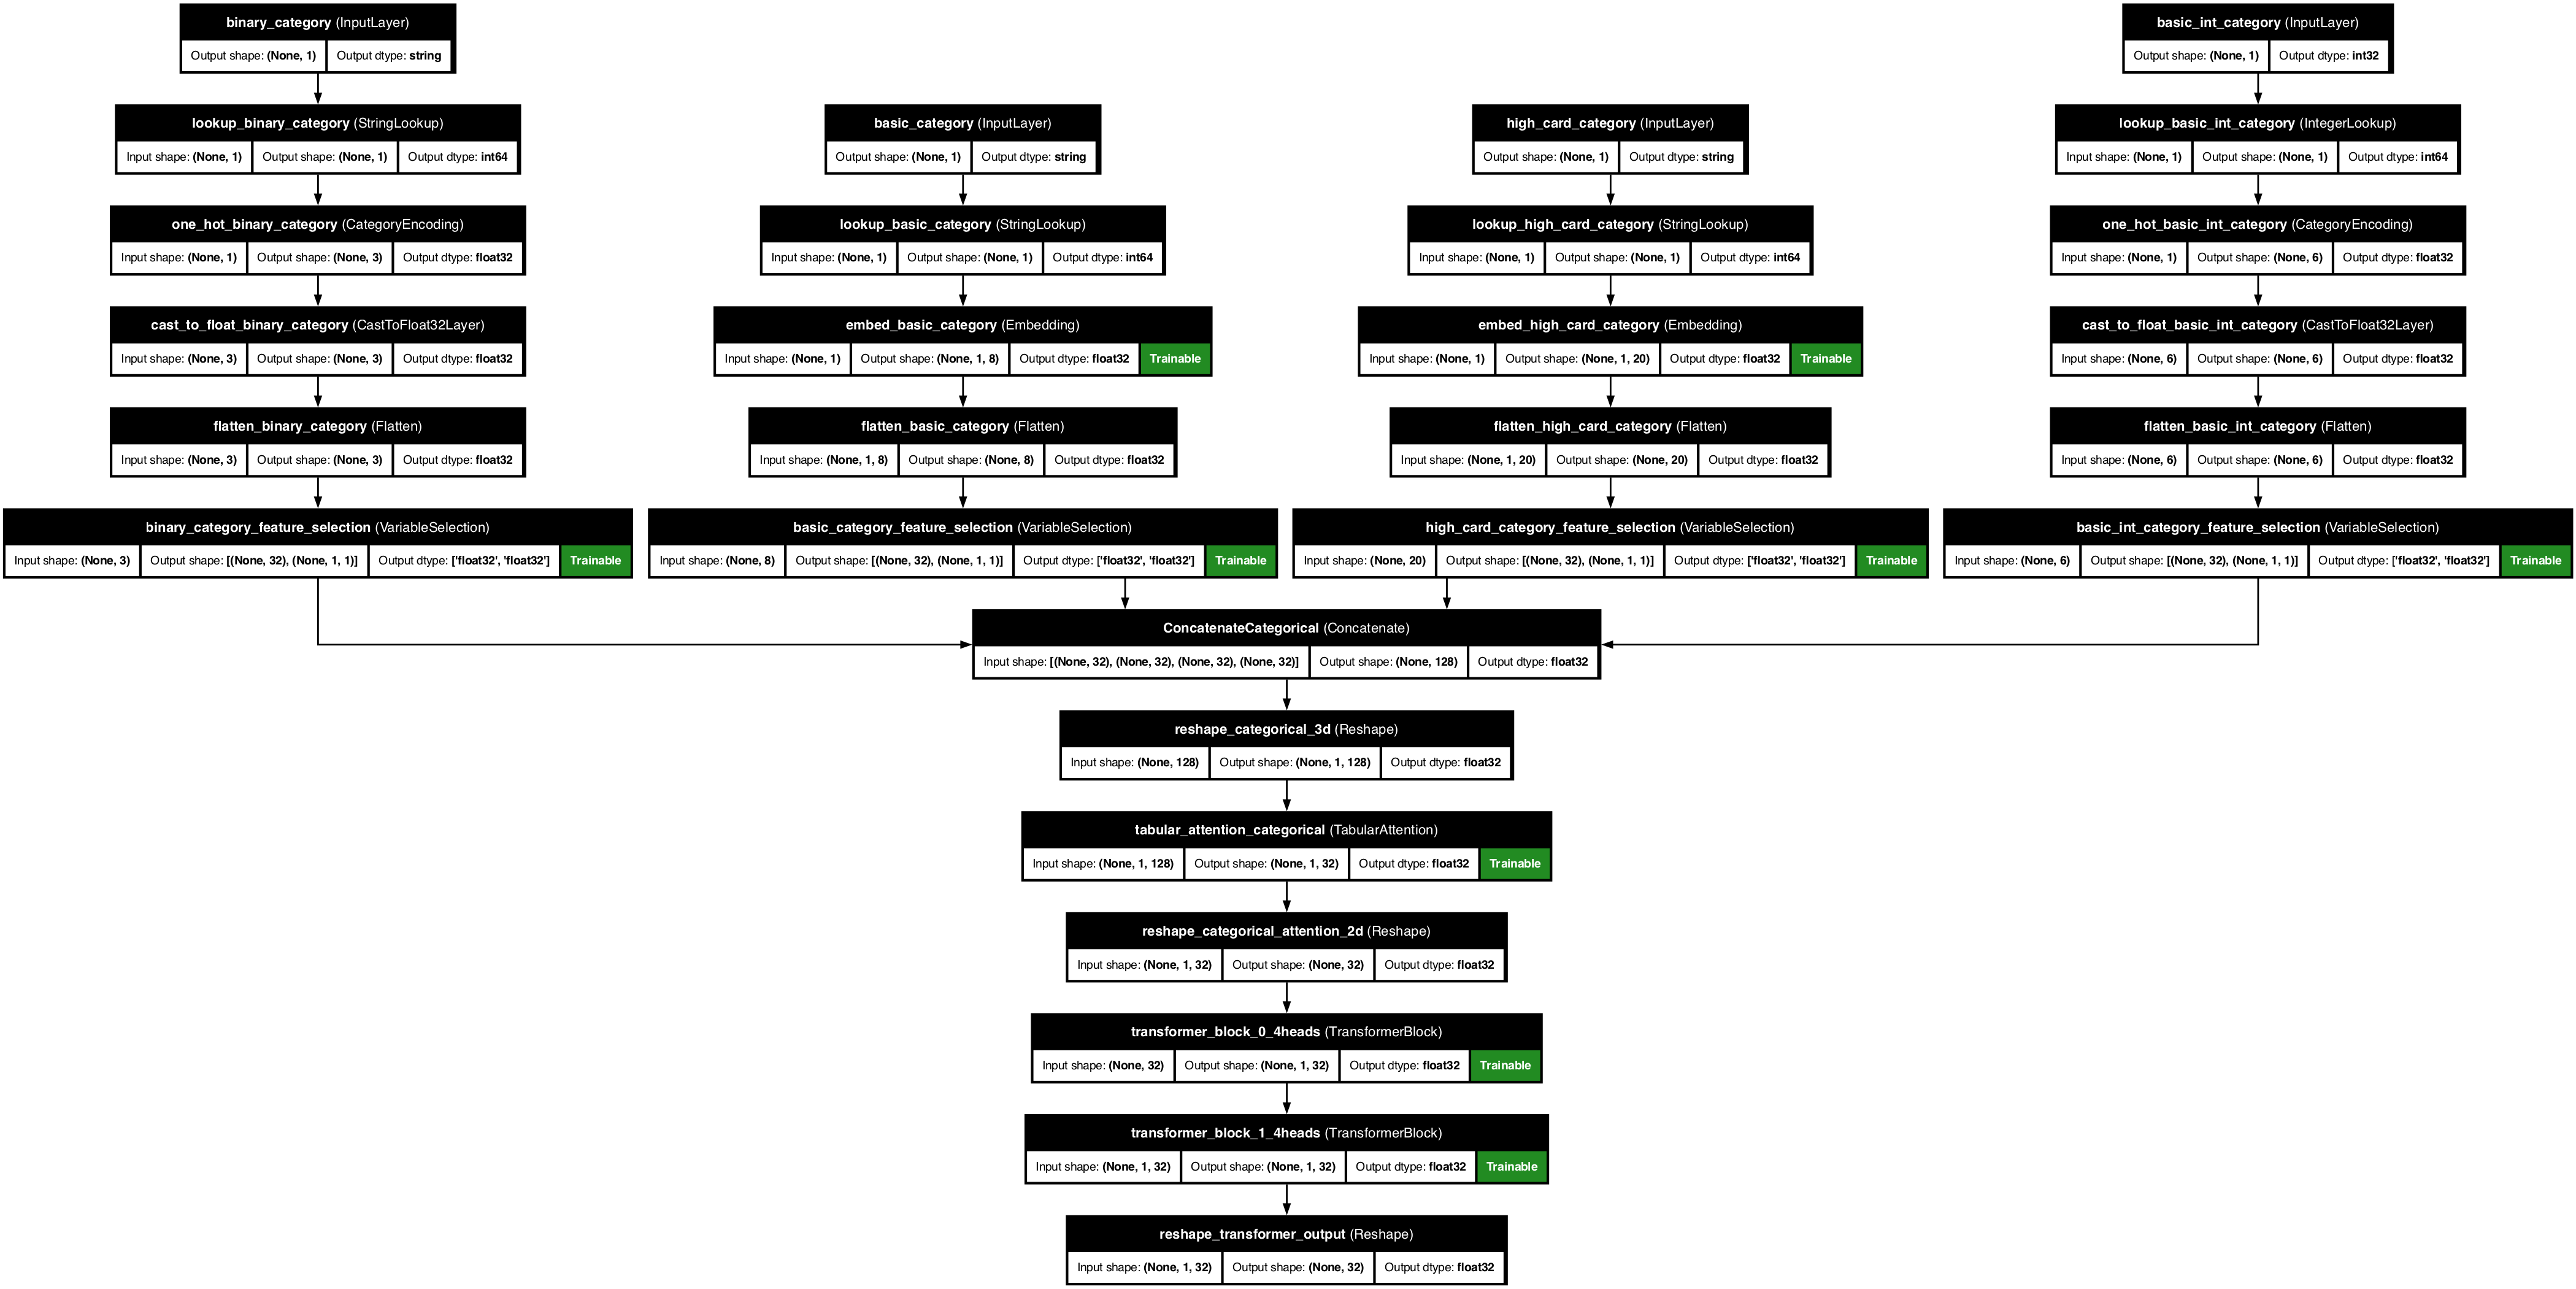 binary_category (InputLayer)
Output shape: (None, 1) Output dtype: string
basic_int_category (InputLayer)
Output shape: (None, 1) Output dtype: int32
lookup_binary_category (StringLookup)
Input shape: (None, 1) Output shape: (None, 1) Output dtype: int64
basic_category (InputLayer)
Output shape: (None, 1) Output dtype: string
high_card_category (InputLayer)
Output shape: (None, 1) Output dtype: string
lookup_basic_int_category (IntegerLookup)
Input shape: (None, 1) Output shape: (None, 1) Output dtype: int64
one_hot_binary_category (CategoryEncoding)
Input shape: (None, 1) Output shape: (None, 3) Output dtype: float32
lookup_basic_category (StringLookup)
Input shape: (None, 1) Output shape: (None, 1) Output dtype: int64
lookup_high_card_category (StringLookup)
Input shape: (None, 1) Output shape: (None, 1) Output dtype: int64
one_hot_basic_int_category (CategoryEncoding)
Input shape: (None, 1) Output shape: (None, 6) Output dtype: float32
cast_to_float_binary_category (CastToFloat32Layer)
Input shape: (None, 3) Output shape: (None, 3) Output dtype: float32
embed_basic_category (Embedding)
Input shape: (None, 1) Output shape: (None, 1, 8) Output dtype: float32 Trainable
embed_high_card_category (Embedding)
Input shape: (None, 1) Output shape: (None, 1, 20) Output dtype: float32 Trainable
cast_to_float_basic_int_category (CastToFloat32Layer)
Input shape: (None, 6) Output shape: (None, 6) Output dtype: float32
flatten_binary_category (Flatten)
Input shape: (None, 3) Output shape: (None, 3) Output dtype: float32
flatten_basic_category (Flatten)
Input shape: (None, 1, 8) Output shape: (None, 8) Output dtype: float32
flatten_high_card_category (Flatten)
Input shape: (None, 1, 20) Output shape: (None, 20) Output dtype: float32
flatten_basic_int_category (Flatten)
Input shape: (None, 6) Output shape: (None, 6) Output dtype: float32
binary_category_feature_selection (VariableSelection)
Input shape: (None, 3) Output shape: [(None, 32), (None, 1, 1)] Output dtype: ['float32', 'float32'] Trainable
basic_category_feature_selection (VariableSelection)
Input shape: (None, 8) Output shape: [(None, 32), (None, 1, 1)] Output dtype: ['float32', 'float32'] Trainable
high_card_category_feature_selection (VariableSelection)
Input shape: (None, 20) Output shape: [(None, 32), (None, 1, 1)] Output dtype: ['float32', 'float32'] Trainable
basic_int_category_feature_selection (VariableSelection)
Input shape: (None, 6) Output shape: [(None, 32), (None, 1, 1)] Output dtype: ['float32', 'float32'] Trainable
ConcatenateCategorical (Concatenate)
Input shape: [(None, 32), (None, 32), (None, 32), (None, 32)] Output shape: (None, 128) Output dtype: float32
reshape_categorical_3d (Reshape)
Input shape: (None, 128) Output shape: (None, 1, 128) Output dtype: float32
tabular_attention_categorical (TabularAttention)
Input shape: (None, 1, 128) Output shape: (None, 1, 32) Output dtype: float32 Trainable
reshape_categorical_attention_2d (Reshape)
Input shape: (None, 1, 32) Output shape: (None, 32) Output dtype: float32
transformer_block_0_4heads (TransformerBlock)
Input shape: (None, 32) Output shape: (None, 1, 32) Output dtype: float32 Trainable
transformer_block_1_4heads (TransformerBlock)
Input shape: (None, 1, 32) Output shape: (None, 1, 32) Output dtype: float32 Trainable
reshape_transformer_output (Reshape)
Input shape: (None, 1, 32) Output shape: (None, 32) Output dtype: float32